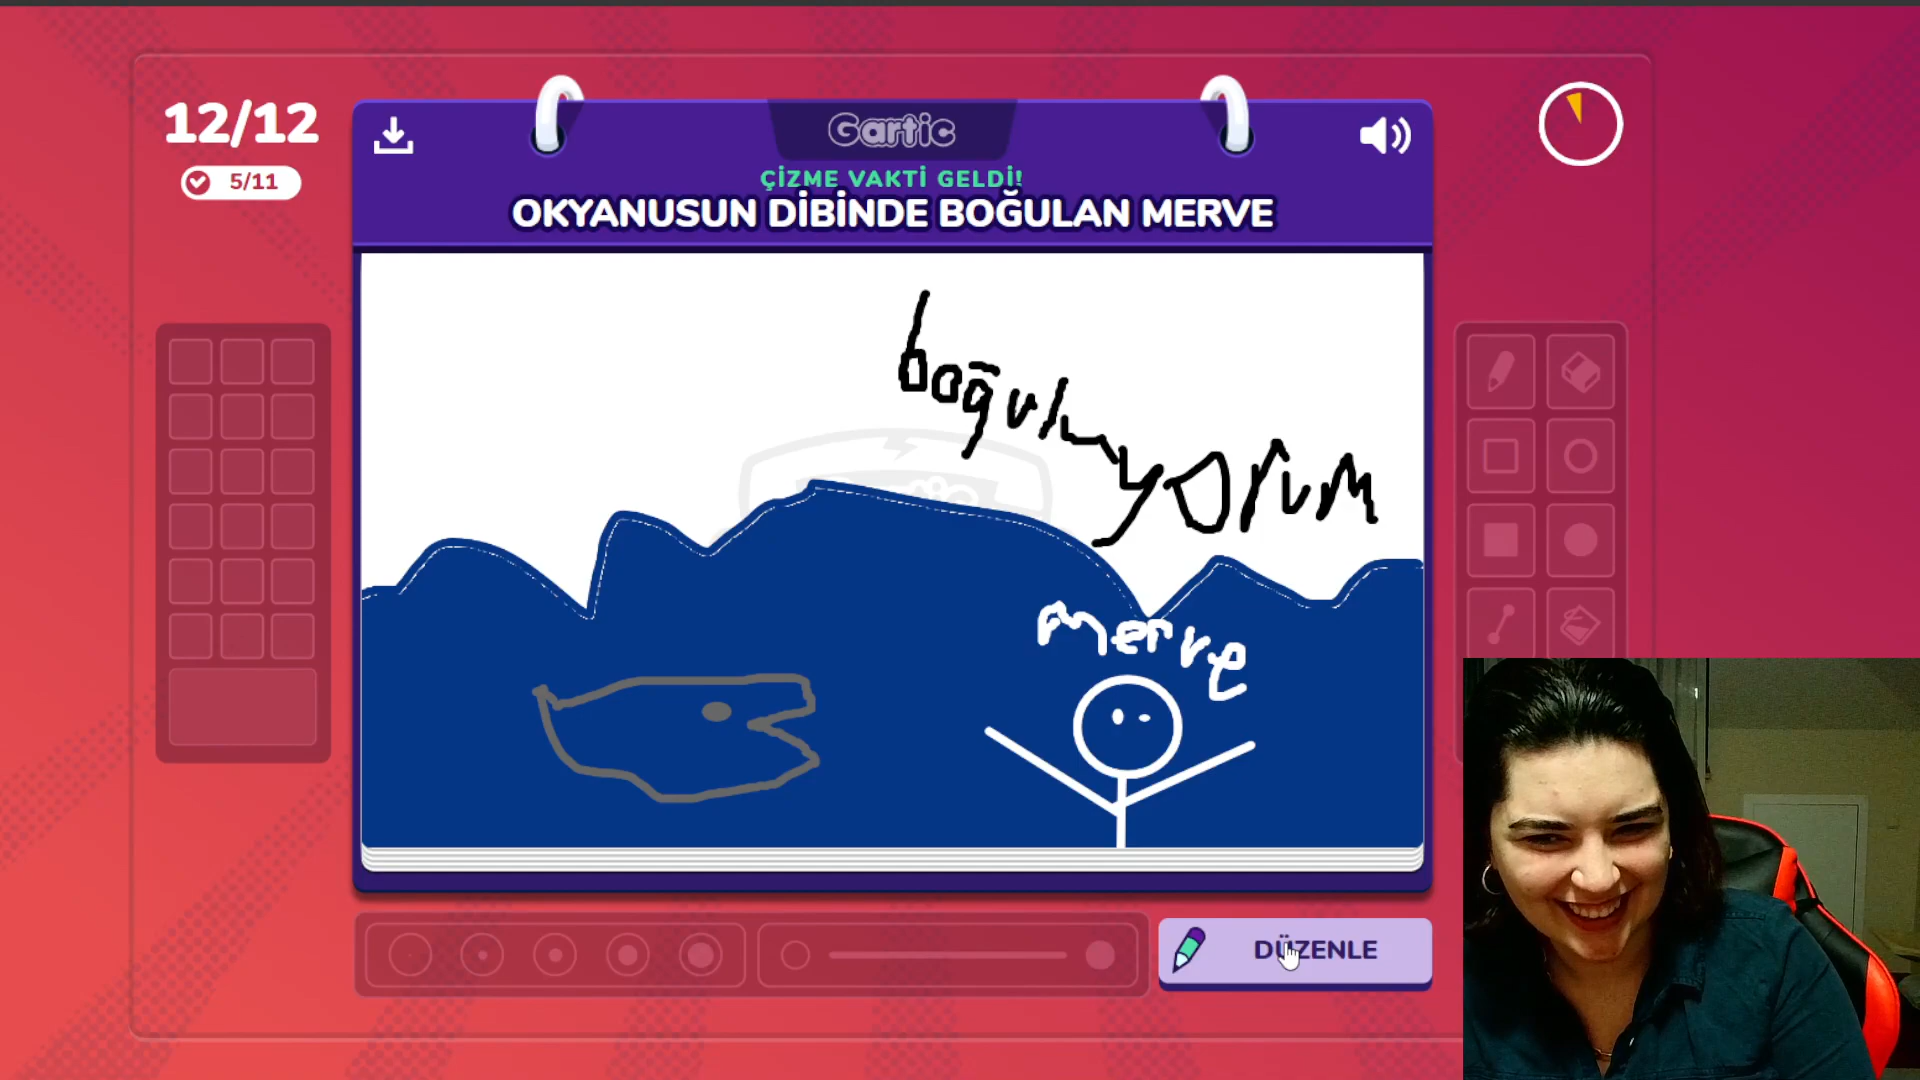 12/12
5/11
Gartic
ÇİZME VAKTİ GELDİ!
OKYANUSUN DİBİNDE BOĞULAN MERVE
boğuluyorum
merve
DÜZENLE